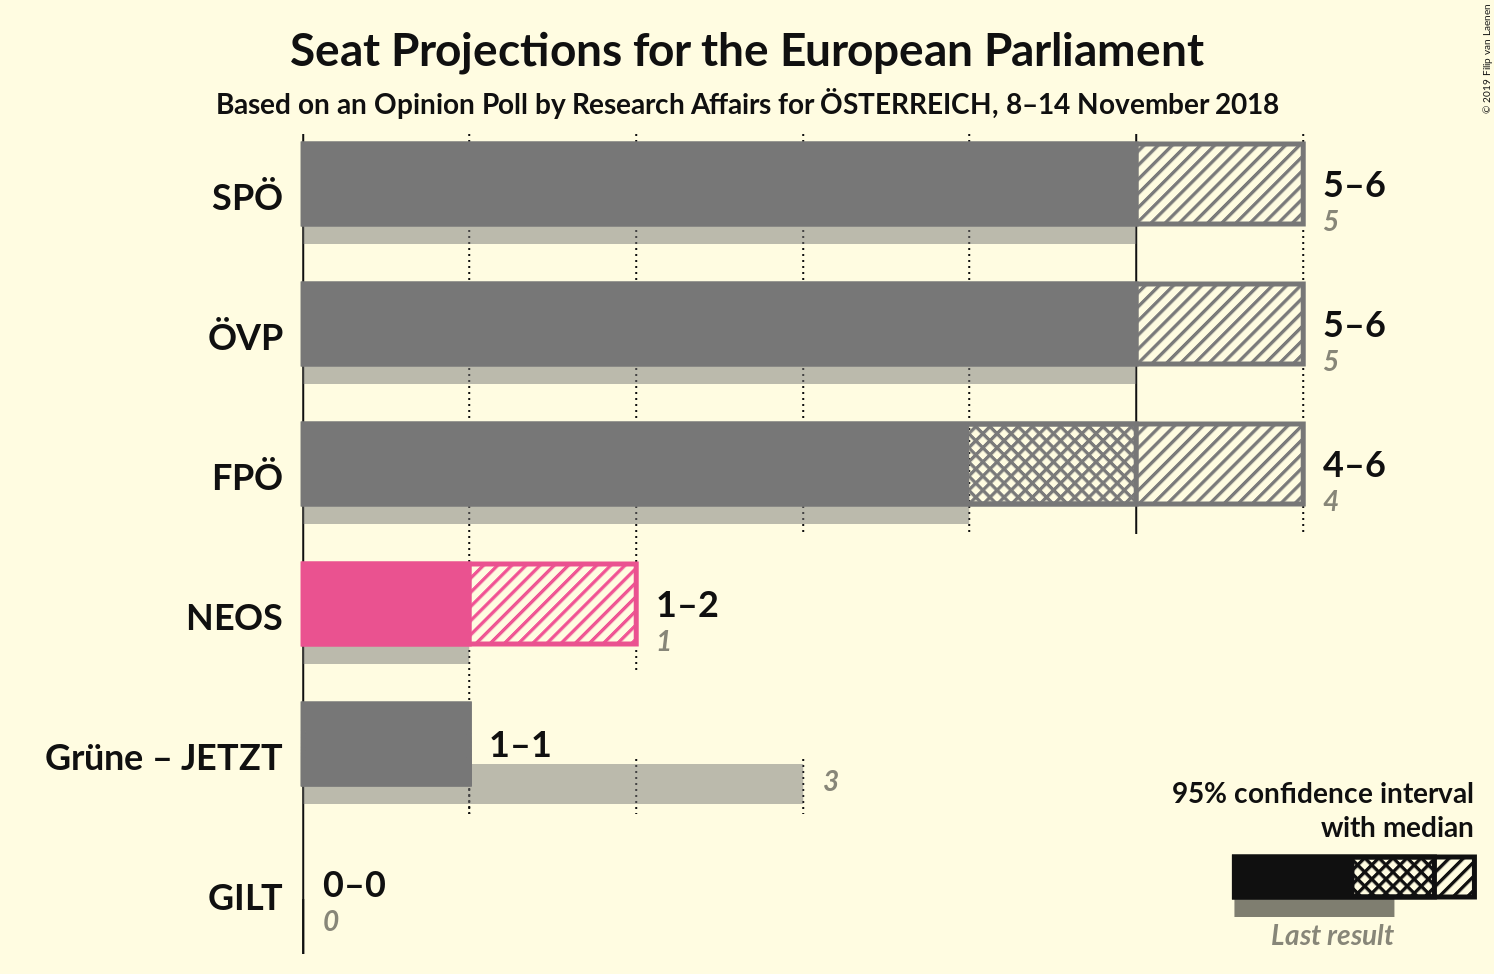 Seat Projections for the European Parliament
Based on an Opinion Poll by Research Affairs for ÖSTERREICH, 8–14 November 2018
© 2019 Filip van Laenen
SPÖ
5–6
5
ÖVP
5–6
5
FPÖ
4–6
4
NEOS
1–2
1
Grüne – JETZT
1–1
3
GILT
0–0
0
95% confidence interval
with median
Last result